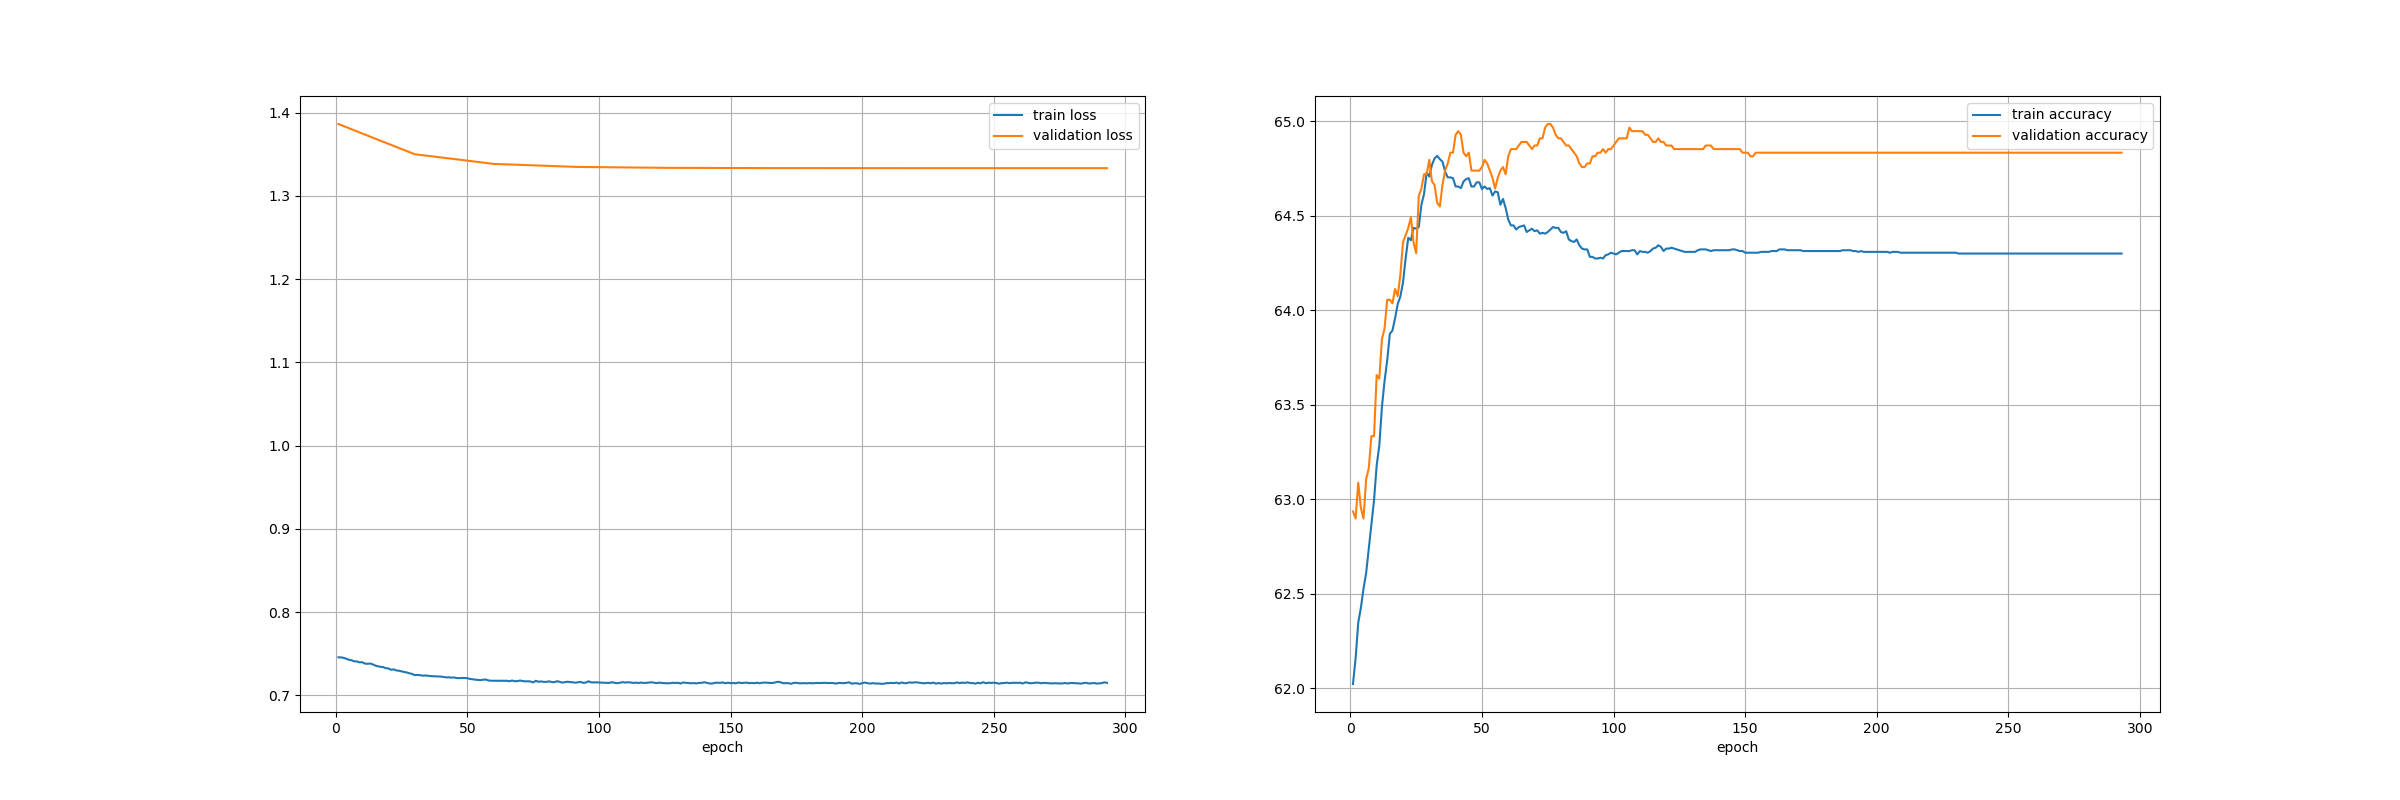 train loss
validation loss
1.4
1.3
1.2
1.1
1.0
0.9
0.8
0.7
0 50 100 150 200 250 300
epoch
train accuracy
validation accuracy
65.0
64.5
64.0
63.5
63.0
62.5
62.0
0 50 100 150 200 250 300
epoch